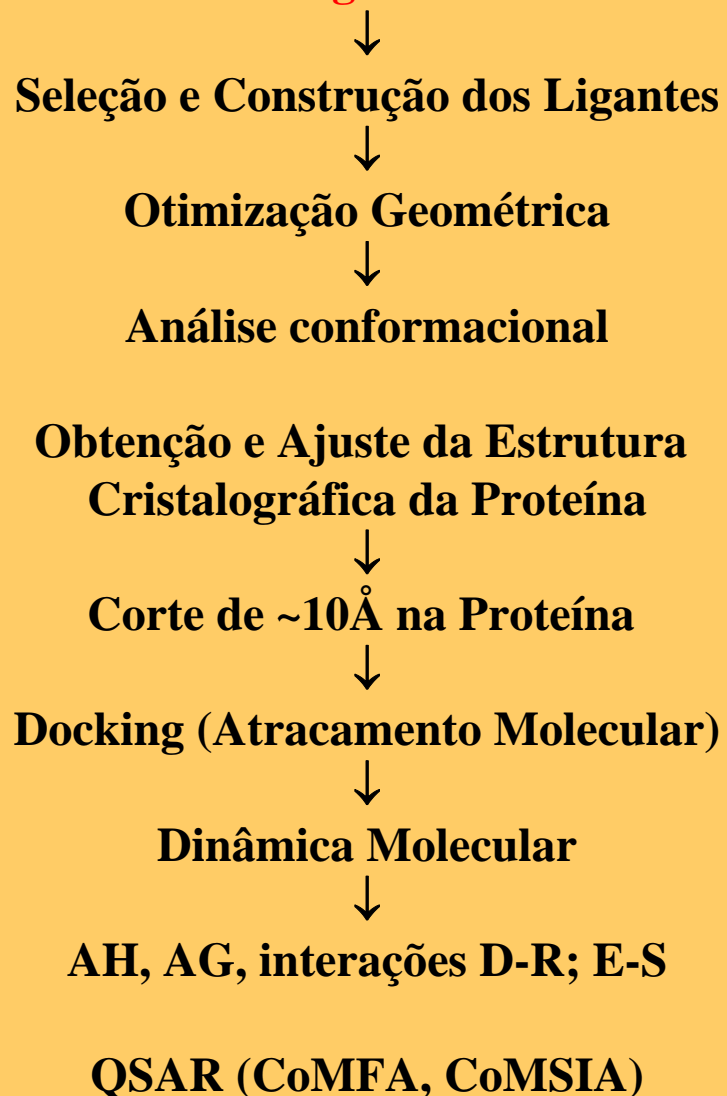 ↓
Seleção e Construção dos Ligantes
↓
Otimização Geométrica
↓
Análise conformacional
Obtenção e Ajuste da Estrutura
Cristalográfica da Proteína
↓
Corte de ~10Å na Proteína
↓
Docking (Atracamento Molecular)
↓
Dinâmica Molecular
↓
AH, AG, interações D-R; E-S
QSAR (CoMFA, CoMSIA)